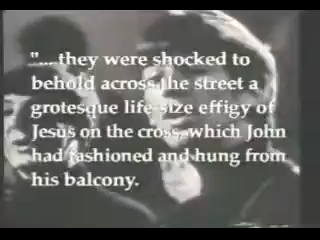 "... they were shocked to
behold across the street a
grotesque life-size effigy of
Jesus on the cross, which John
had fashioned and hung from
his balcony.